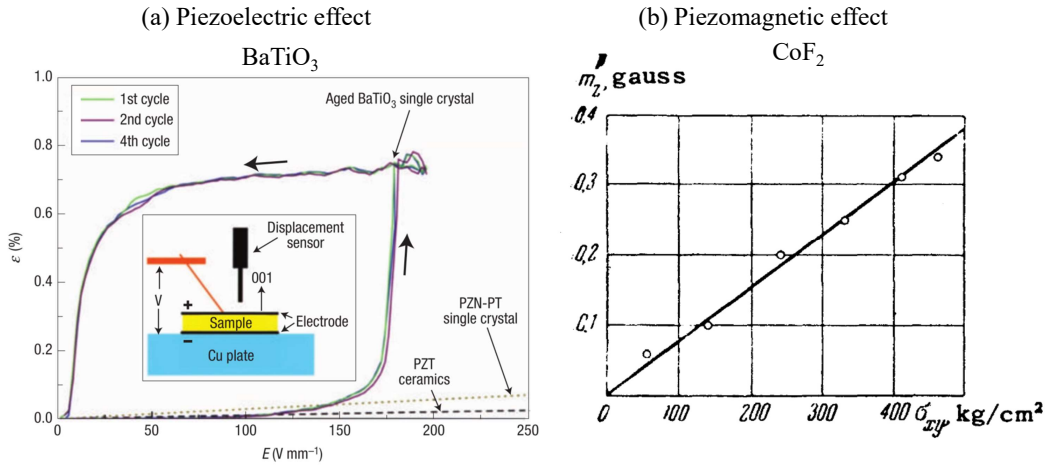 (a) Piezoelectric effect
BaTiO3
1.0
0.8
0.6
0.4
0.2
0.0
ε (%)
1st cycle
2nd cycle
4th cycle
Aged BaTiO3 single crystal
Displacement
sensor
001
V
+
Sample
−
Electrode
Cu plate
PZN-PT
single crystal
PZT
ceramics
0
50
100
150
200
250
E (V mm−1)
(b) Piezomagnetic effect
CoF2
m'z, gauss
0,4
0,3
0,2
0,1
0
100
200
300
400
σxy, kg/cm2